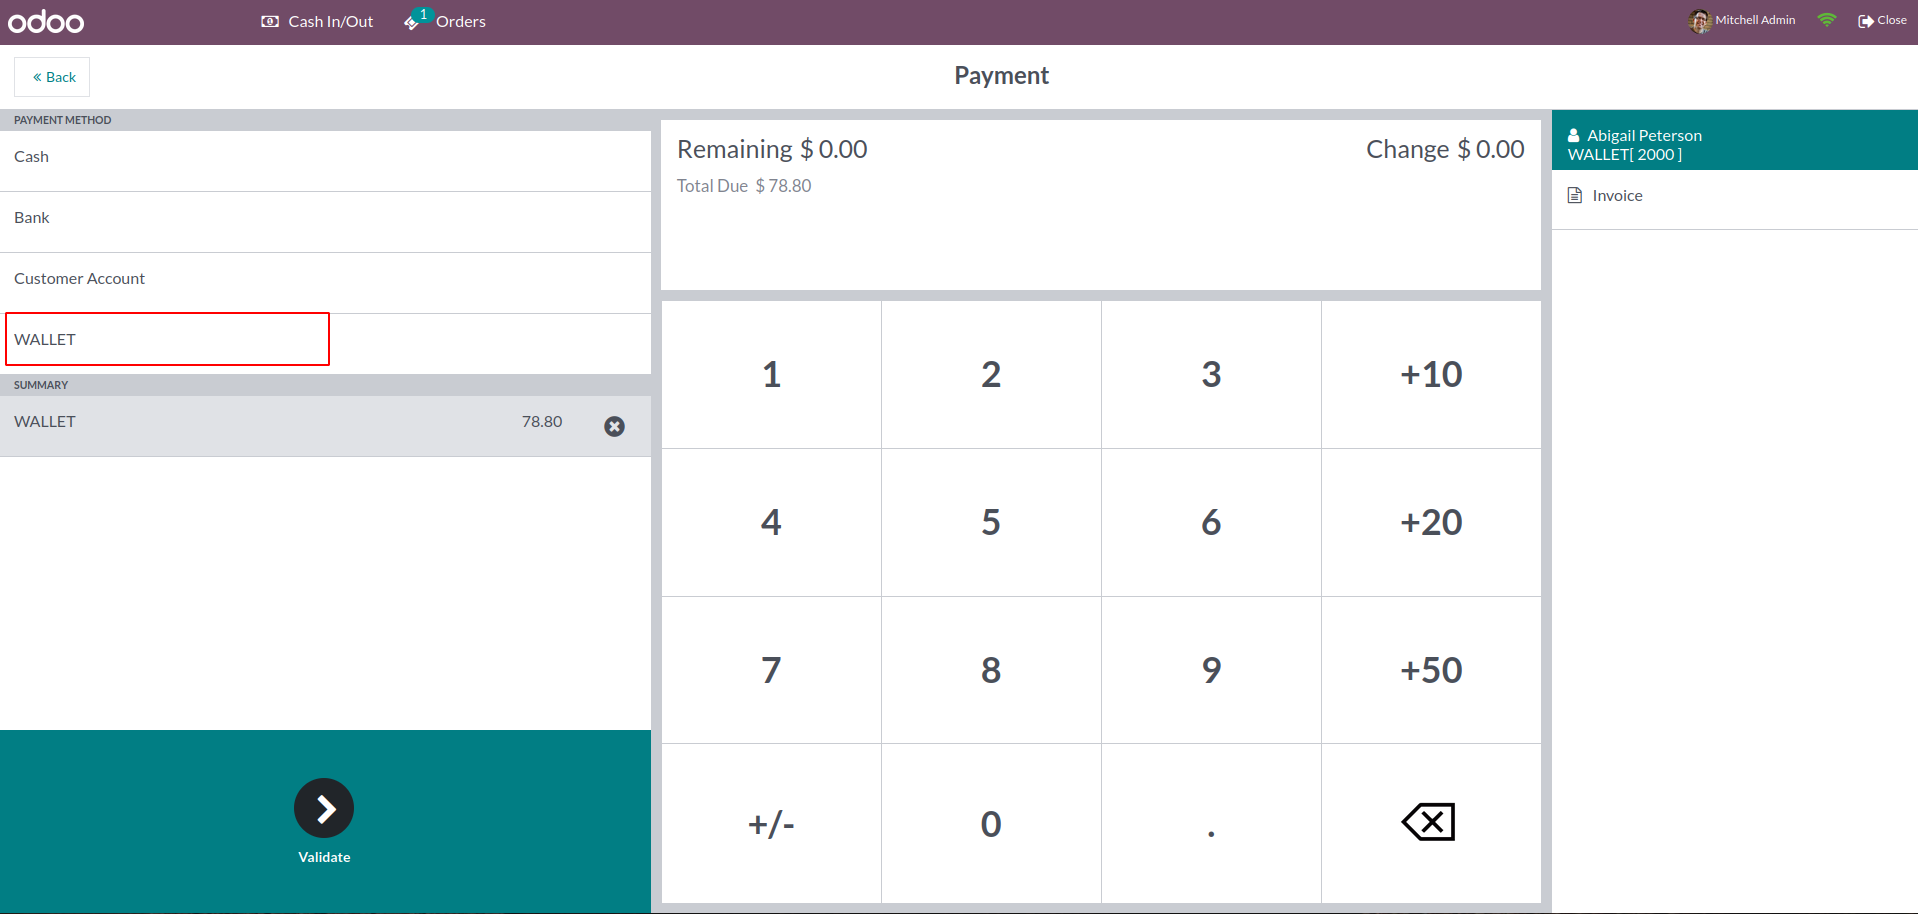 odoo
Cash In/Out
1
Orders
Mitchell Admin
Close
« Back
Payment
PAYMENT METHOD
Cash
Bank
Customer Account
WALLET
SUMMARY
WALLET 78.80
Validate
Remaining $ 0.00
Change $ 0.00
Total Due $ 78.80
1 2 3 +10
4 5 6 +20
7 8 9 +50
+/- 0 .
Abigail Peterson
WALLET[ 2000 ]
Invoice